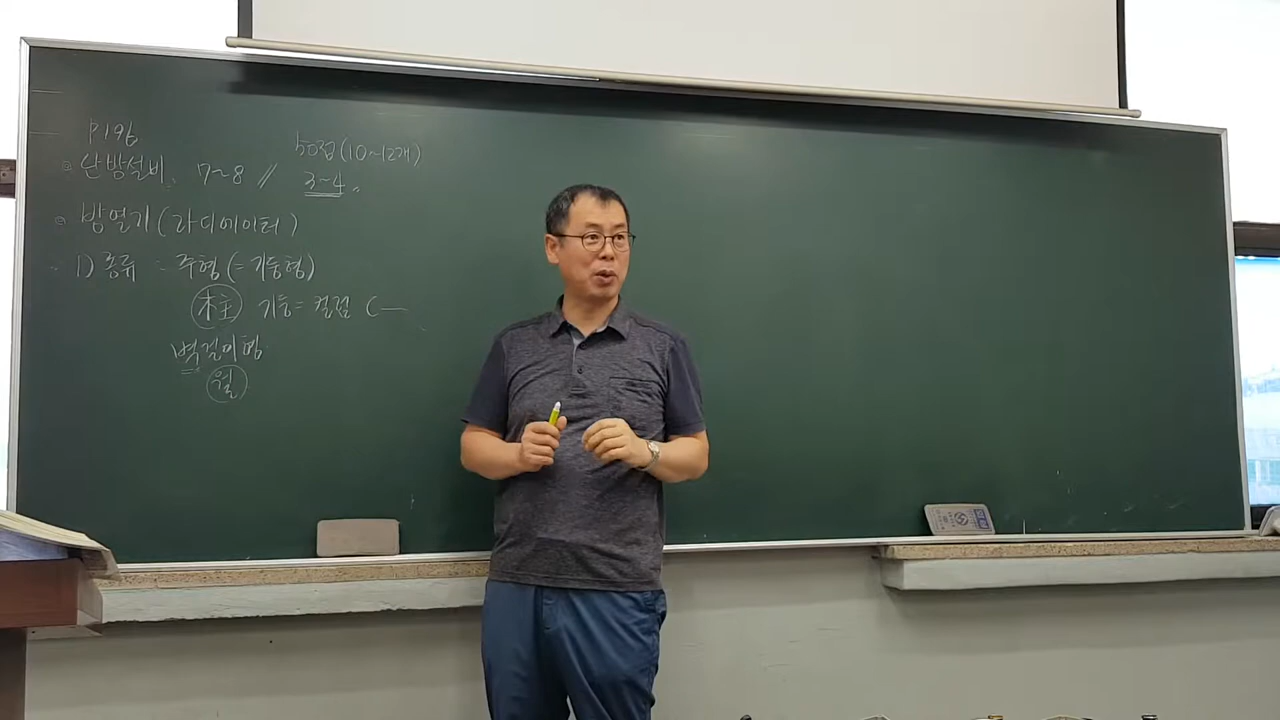 P196
난방설비, 7~8 // 50점(10~12개)
3~4.
방열기(라디에이터)
1) 종류 - 주형(=기둥형)
柱 기둥= 컬럼 C—
벽걸이형
월